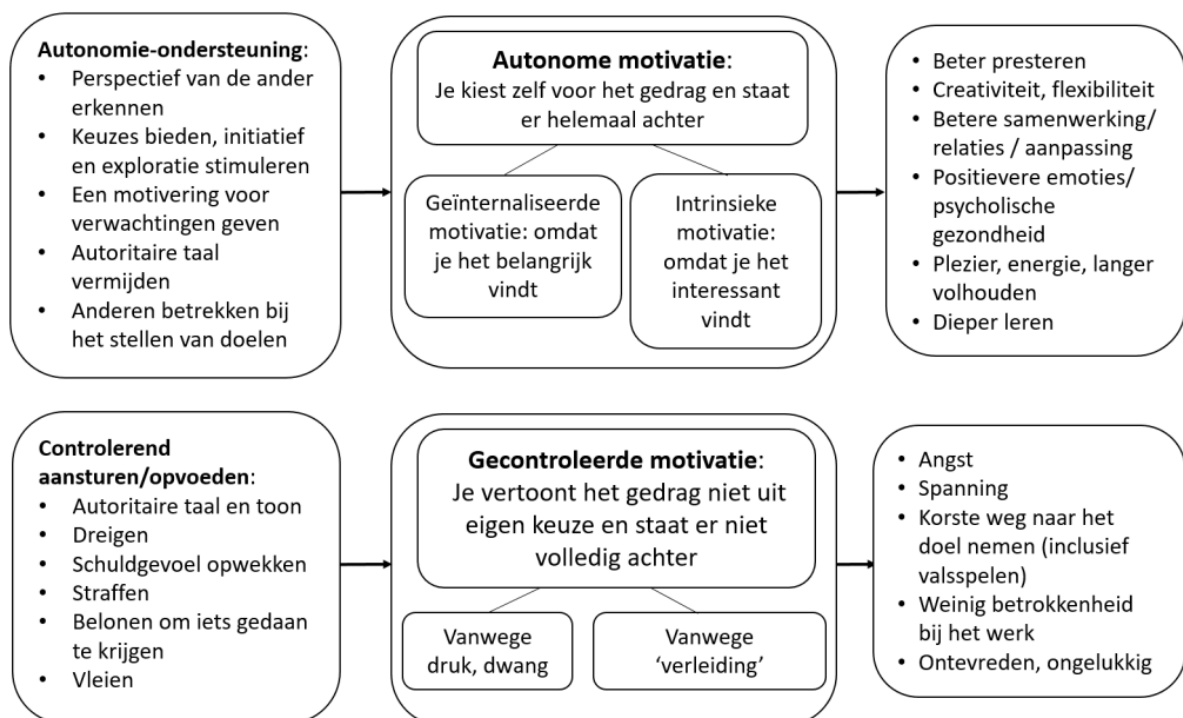 Autonomie-ondersteuning:
• Perspectief van de ander
erkennen
• Keuzes bieden, initiatief
en exploratie stimuleren
• Een motivering voor
verwachtingen geven
• Autoritaire taal
vermijden
• Anderen betrekken bij
het stellen van doelen
Autonome motivatie:
Je kiest zelf voor het gedrag en staat
er helemaal achter
Geïnternaliseerde
motivatie: omdat
je het belangrijk
vindt
Intrinsieke
motivatie:
omdat je het
interessant
vindt
• Beter presteren
• Creativiteit, flexibiliteit
• Betere samenwerking/
relaties / aanpassing
• Positievere emoties/
psycholische
gezondheid
• Plezier, energie, langer
volhouden
• Dieper leren
Controlerend
aansturen/opvoeden:
• Autoritaire taal en toon
• Dreigen
• Schuldgevoel opwekken
• Straffen
• Belonen om iets gedaan
te krijgen
• Vleien
Gecontroleerde motivatie:
Je vertoont het gedrag niet uit
eigen keuze en staat er niet
volledig achter
Vanwege
druk, dwang
Vanwege
‘verleiding’
• Angst
• Spanning
• Korste weg naar het
doel nemen (inclusief
valsspelen)
• Weinig betrokkenheid
bij het werk
• Ontevreden, ongelukkig